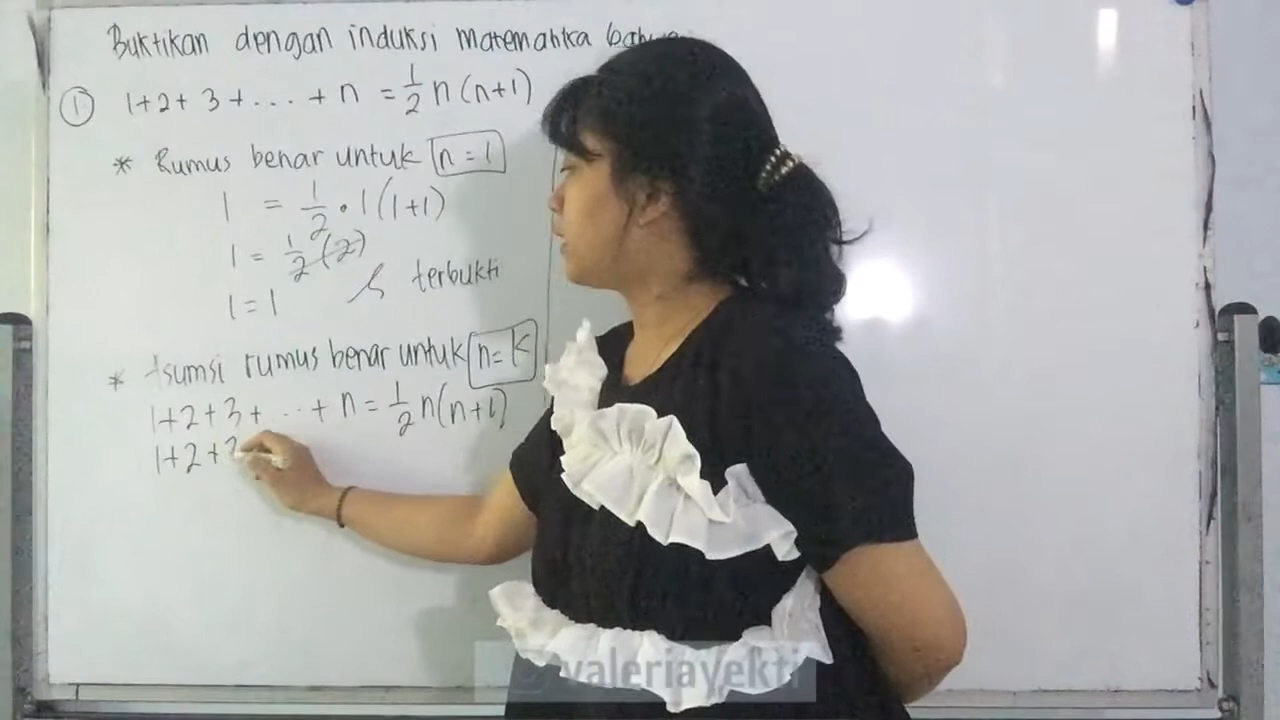 Buktikan dengan induksi matematika bahwa
① 1+2+3+...+n = 1/2 n(n+1)
* Rumus benar untuk n=1
1 = 1/2 . 1(1+1)
1 = 1/2 (2)
1=1 terbukti
* Asumsi rumus benar untuk n=k
1+2+3+...+n = 1/2 n(n+1)
1+2+3
@valeriayekti